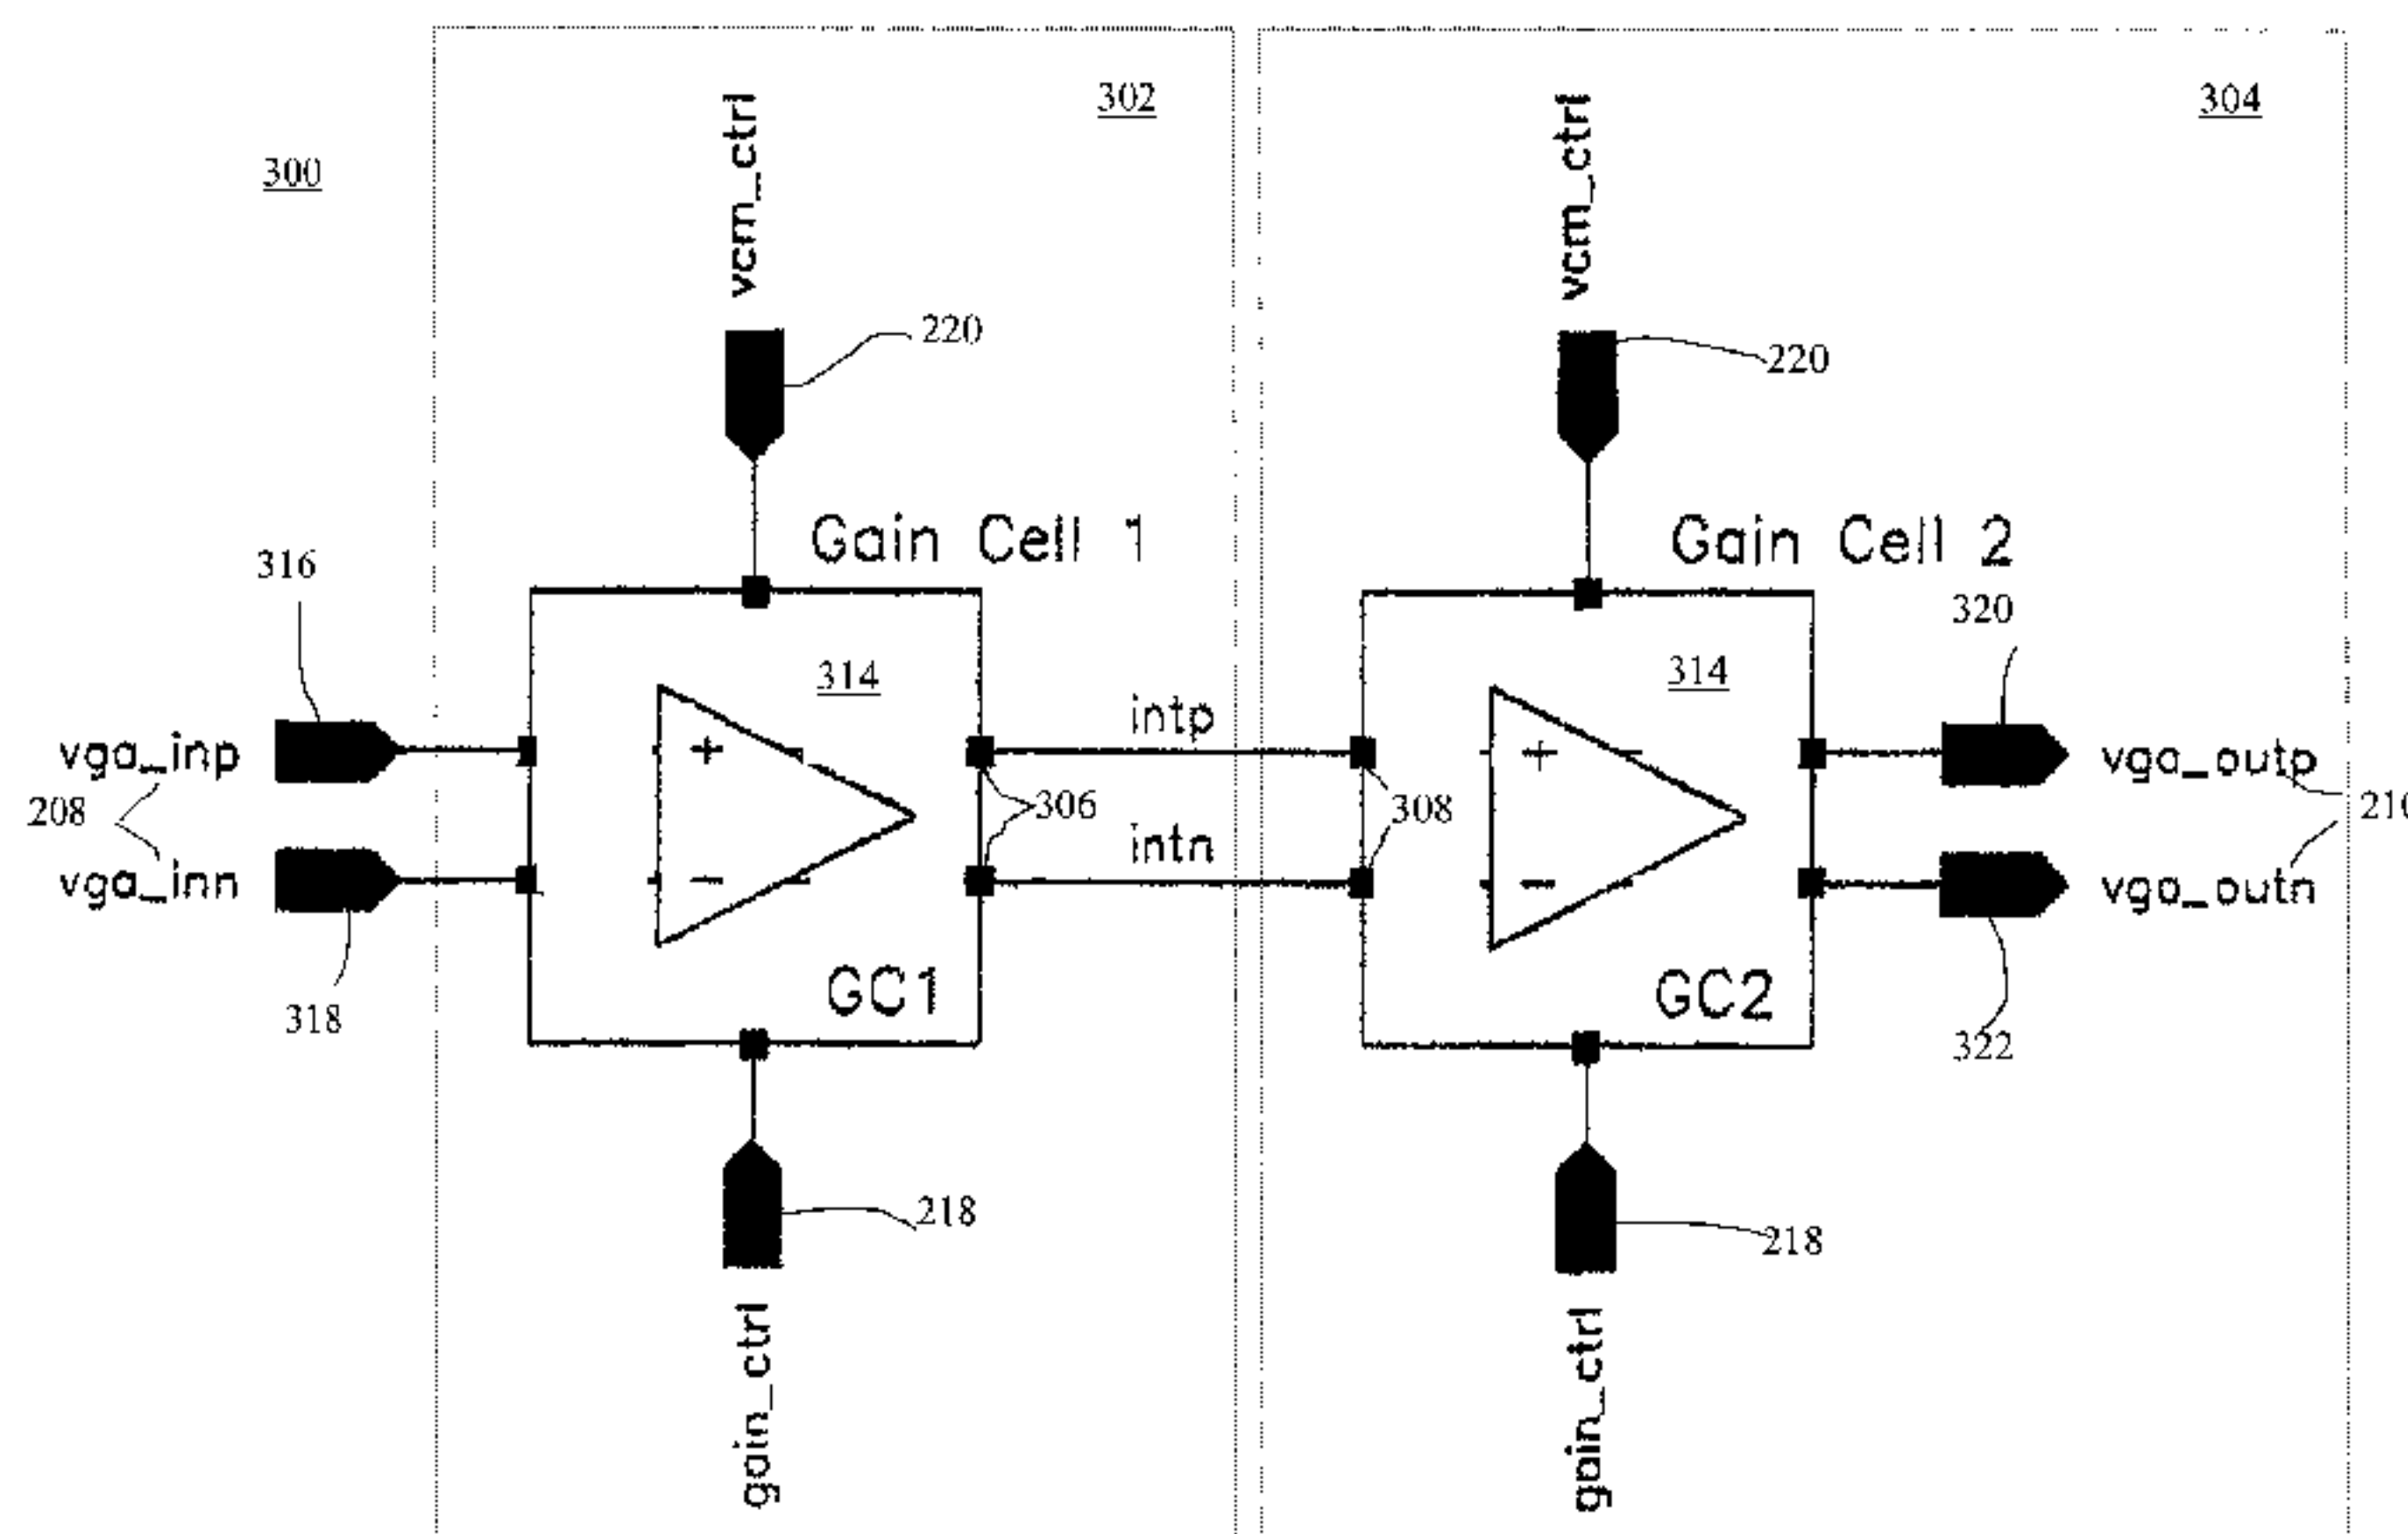 300
302
304
vcm_ctrl
vcm_ctrl
220
220
Gain Cell 1
Gain Cell 2
316
320
314
314
vga_inp
+
intp
+
vga_outp
208
306
308
vga_inn
−
intn
−
vga_outn
318
GC1
GC2
322
218
218
gain_ctrl
gain_ctrl